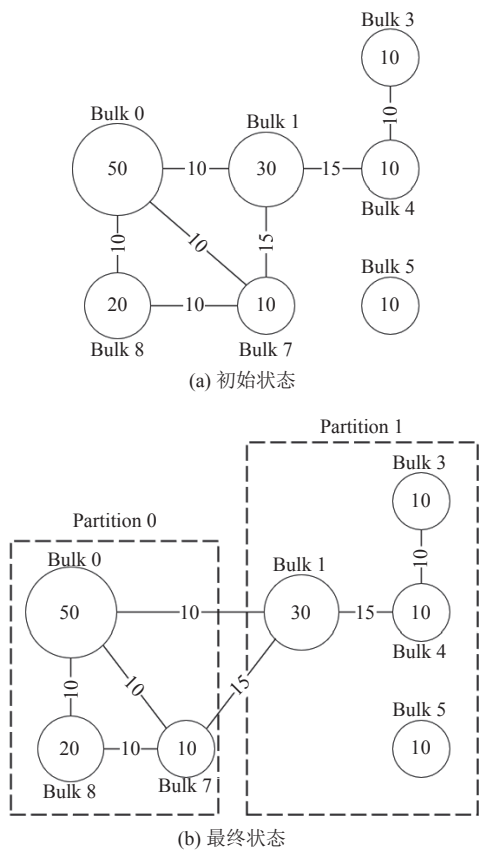 Bulk 3
10
10
Bulk 0
Bulk 1
50
10
30
15
10
Bulk 4
10
10
15
Bulk 5
20
10
10
10
Bulk 8
Bulk 7
(a) 初始状态
Partition 1
Bulk 3
Partition 0
10
Bulk 0
Bulk 1
10
50
10
30
15
10
Bulk 4
10
10
15
Bulk 5
20
10
10
10
Bulk 8
Bulk 7
(b) 最终状态